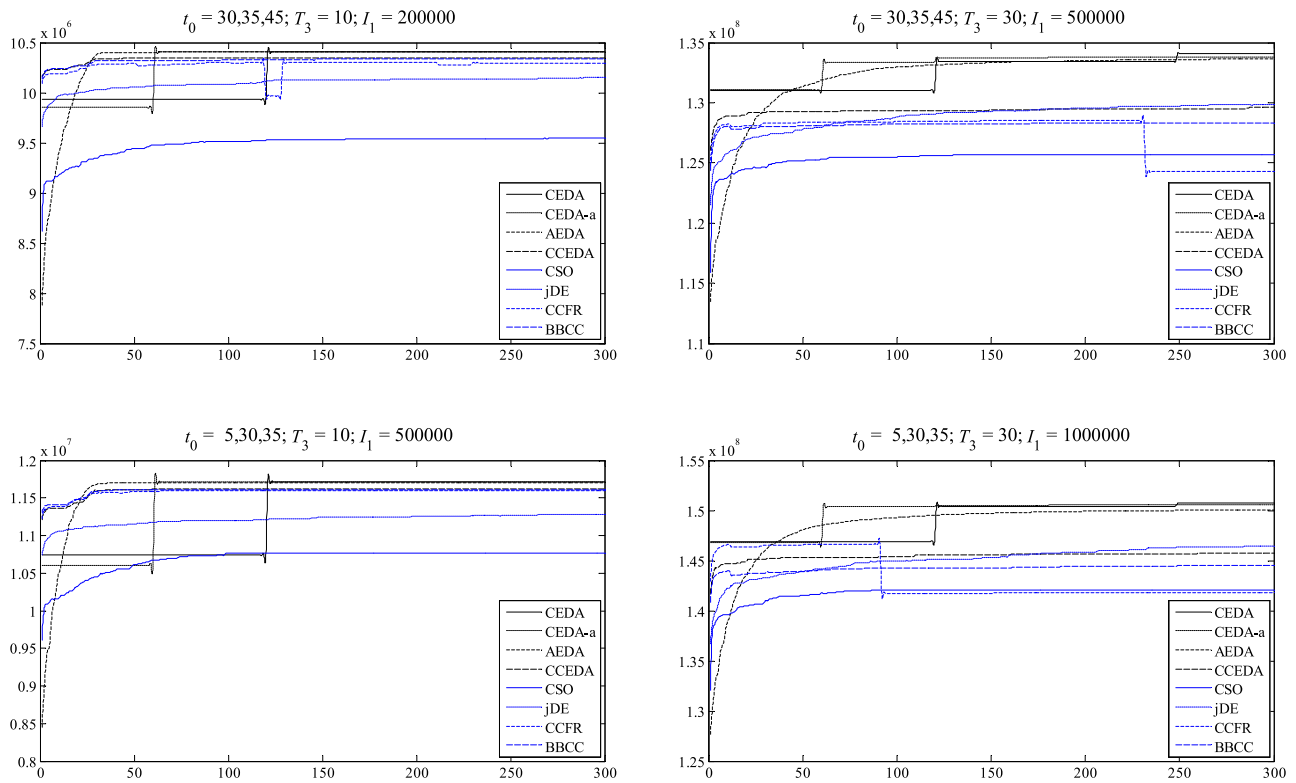 t0 = 30,35,45; T3 = 10; I1 = 200000
x 10^6
10.5
10
9.5
9
8.5
8
7.5
0
50
100
150
200
250
300
CEDA
CEDA-a
AEDA
CCEDA
CSO
jDE
CCFR
BBCC
t0 = 30,35,45; T3 = 30; I1 = 500000
x 10^8
1.35
1.3
1.25
1.2
1.15
1.1
0
50
100
150
200
250
300
CEDA
CEDA-a
AEDA
CCEDA
CSO
jDE
CCFR
BBCC
t0 = 5,30,35; T3 = 10; I1 = 500000
x 10^7
1.2
1.15
1.1
1.05
1
0.95
0.9
0.85
0.8
0
50
100
150
200
250
300
CEDA
CEDA-a
AEDA
CCEDA
CSO
jDE
CCFR
BBCC
t0 = 5,30,35; T3 = 30; I1 = 1000000
x 10^8
1.55
1.5
1.45
1.4
1.35
1.3
1.25
0
50
100
150
200
250
300
CEDA
CEDA-a
AEDA
CCEDA
CSO
jDE
CCFR
BBCC